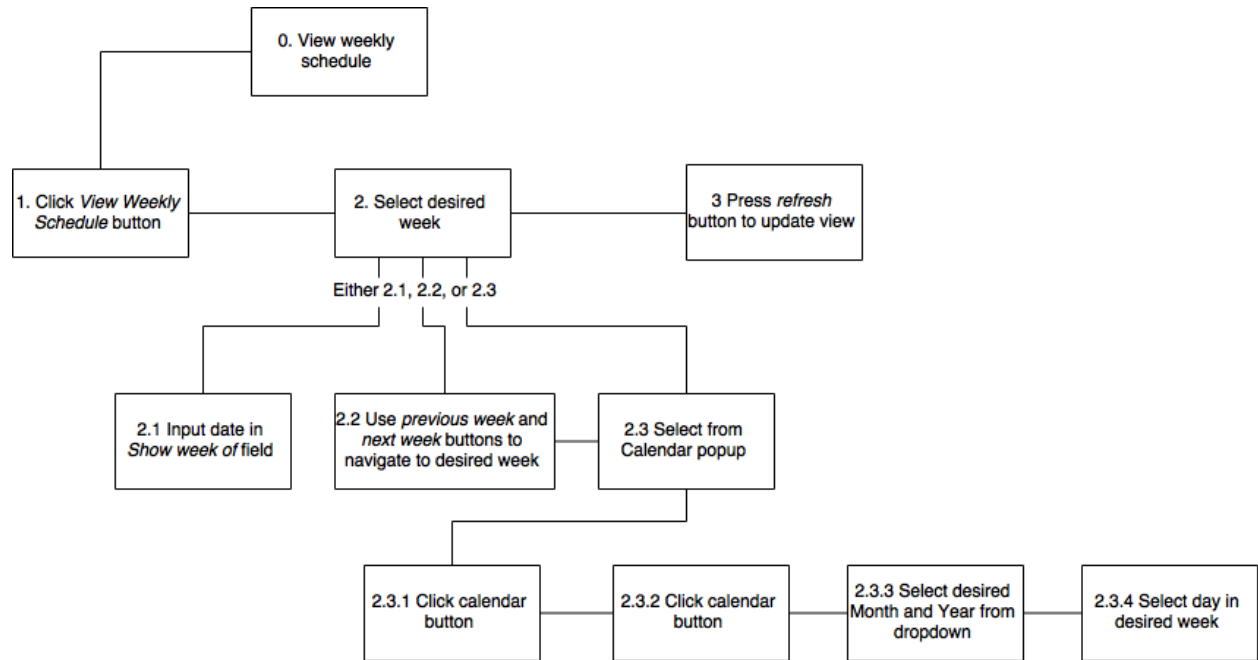 0. View weekly
schedule
1. Click View Weekly
Schedule button
2. Select desired
week
3 Press refresh
button to update view
Either 2.1, 2.2, or 2.3
2.1 Input date in
Show week of field
2.2 Use previous week and
next week buttons to
navigate to desired week
2.3 Select from
Calendar popup
2.3.1 Click calendar
button
2.3.2 Click calendar
button
2.3.3 Select desired
Month and Year from
dropdown
2.3.4 Select day in
desired week